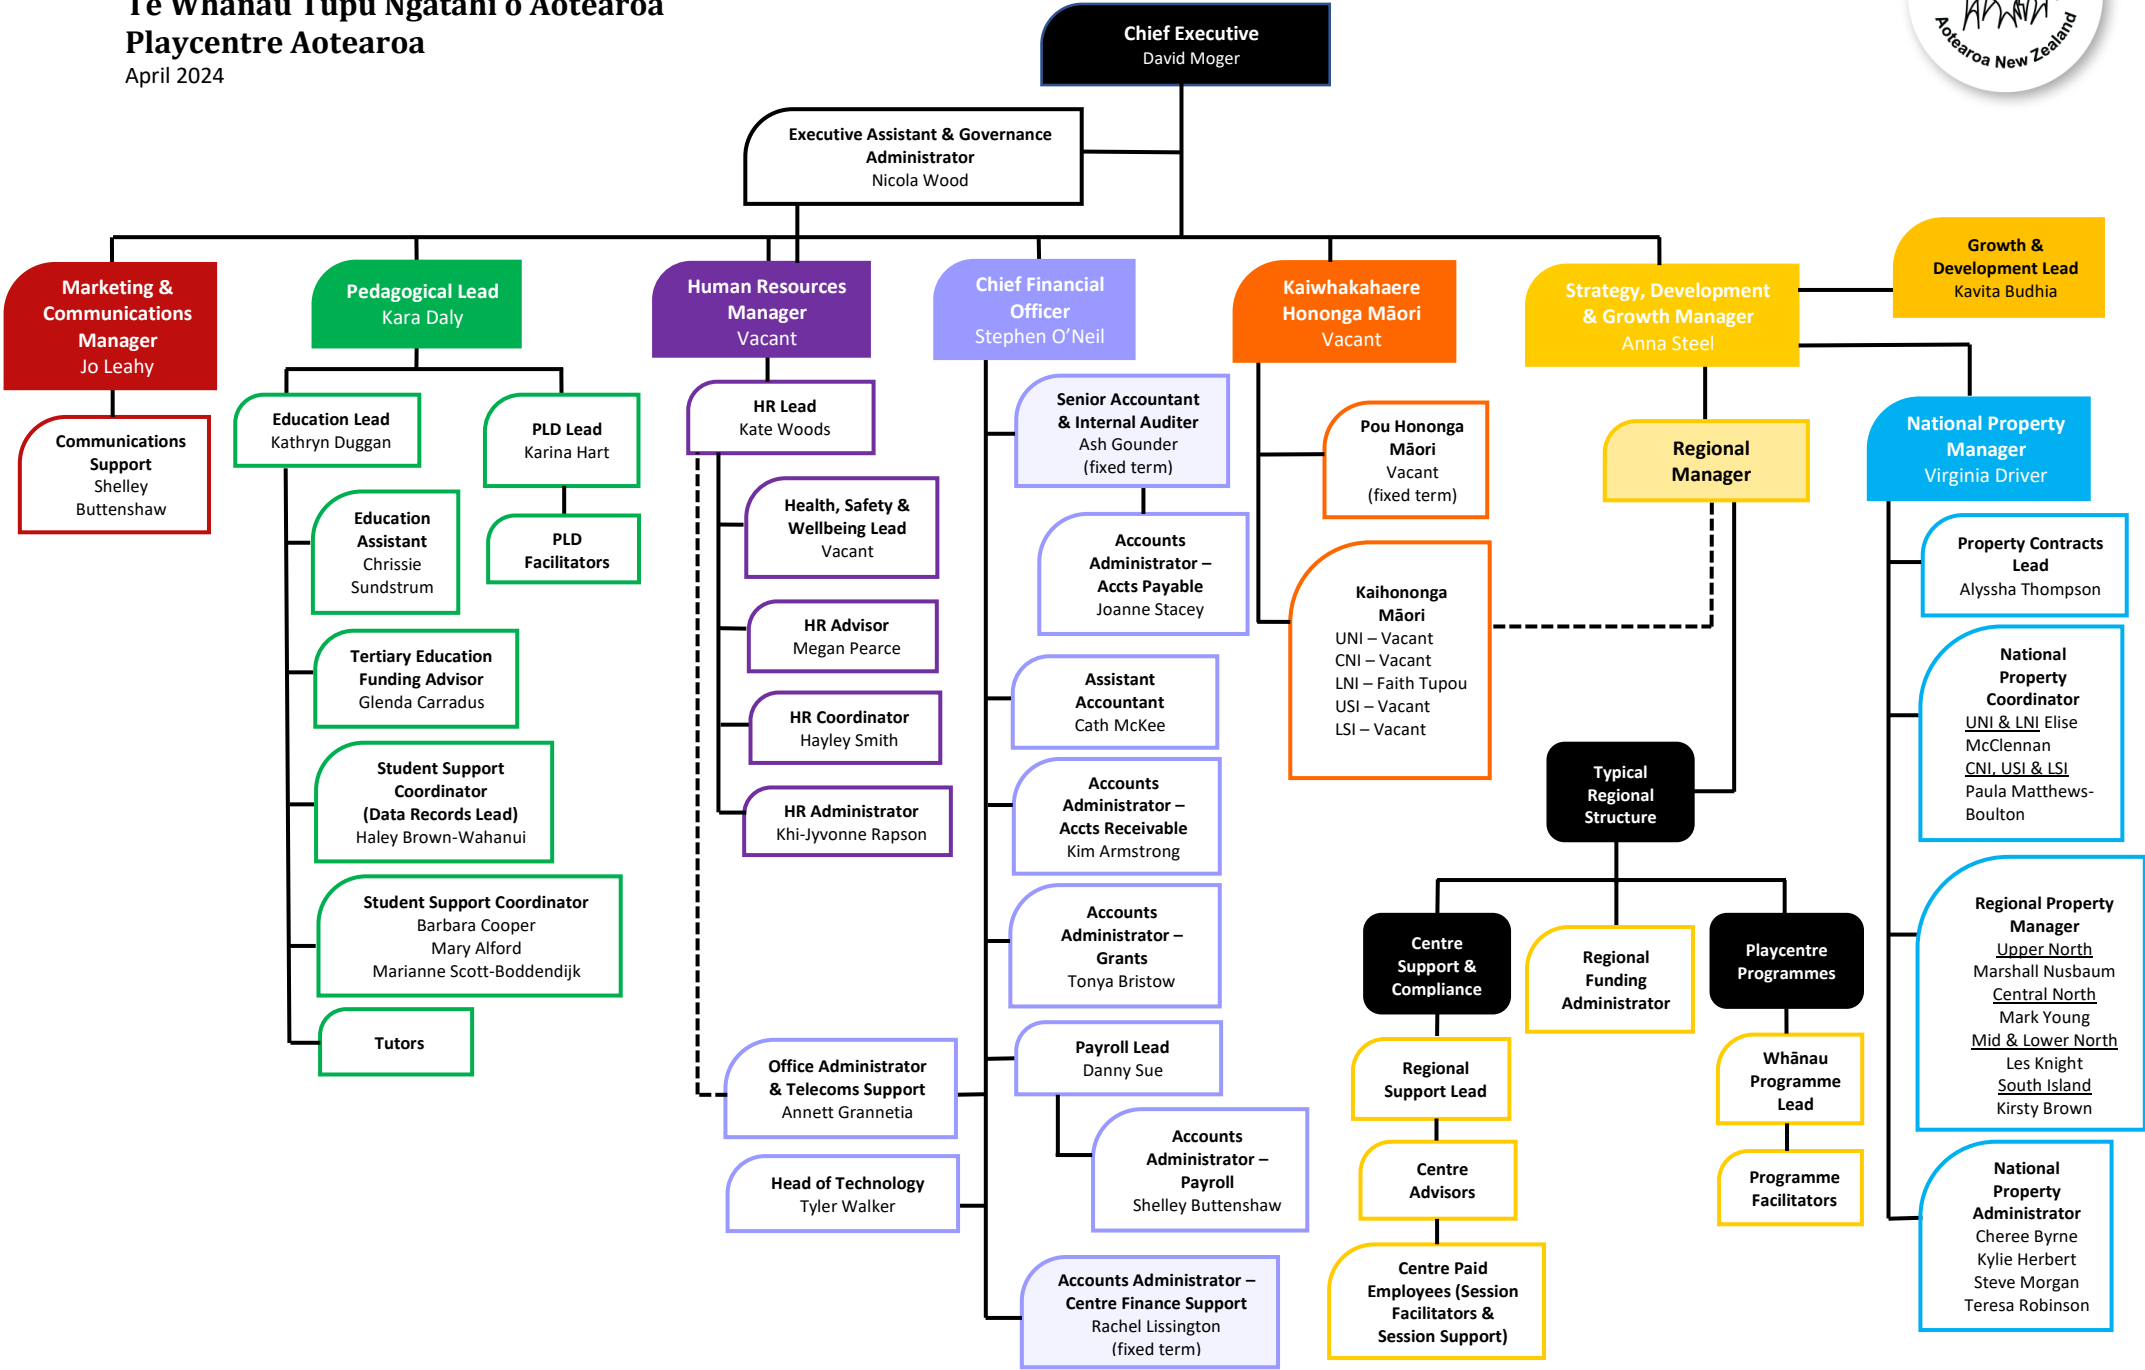 Te Whānau Tupu Ngātahi o Aotearoa
Playcentre Aotearoa
April 2024
Aotearoa New Zealand
Chief Executive
David Moger
Executive Assistant & Governance
Administrator
Nicola Wood
Marketing &
Communications
Manager
Jo Leahy
Communications
Support
Shelley
Buttenshaw
Pedagogical Lead
Kara Daly
Education Lead
Kathryn Duggan
PLD Lead
Karina Hart
PLD
Facilitators
Education
Assistant
Chrissie
Sundstrum
Tertiary Education
Funding Advisor
Glenda Carradus
Student Support
Coordinator
(Data Records Lead)
Haley Brown-Wahanui
Student Support Coordinator
Barbara Cooper
Mary Alford
Marianne Scott-Boddendijk
Tutors
Human Resources
Manager
Vacant
HR Lead
Kate Woods
Health, Safety &
Wellbeing Lead
Vacant
HR Advisor
Megan Pearce
HR Coordinator
Hayley Smith
HR Administrator
Khi-Jyvonne Rapson
Chief Financial
Officer
Stephen O’Neil
Senior Accountant
& Internal Auditer
Ash Gounder
(fixed term)
Accounts
Administrator –
Accts Payable
Joanne Stacey
Assistant
Accountant
Cath McKee
Accounts
Administrator –
Accts Receivable
Kim Armstrong
Accounts
Administrator –
Grants
Tonya Bristow
Payroll Lead
Danny Sue
Accounts
Administrator –
Payroll
Shelley Buttenshaw
Office Administrator
& Telecoms Support
Annett Grannetia
Head of Technology
Tyler Walker
Accounts Administrator –
Centre Finance Support
Rachel Lissington
(fixed term)
Kaiwhakahaere
Hononga Māori
Vacant
Pou Hononga
Māori
Vacant
(fixed term)
Kaihononga
Māori
UNI – Vacant
CNI – Vacant
LNI – Faith Tupou
USI – Vacant
LSI – Vacant
Strategy, Development
& Growth Manager
Anna Steel
Growth &
Development Lead
Kavita Budhia
Regional
Manager
Typical
Regional
Structure
Centre
Support &
Compliance
Regional
Support Lead
Centre
Advisors
Centre Paid
Employees (Session
Facilitators &
Session Support)
Regional
Funding
Administrator
Playcentre
Programmes
Whānau
Programme
Lead
Programme
Facilitators
National Property
Manager
Virginia Driver
Property Contracts
Lead
Alyssha Thompson
National
Property
Coordinator
UNI & LNI Elise
McClennan
CNI, USI & LSI
Paula Matthews-
Boulton
Regional Property
Manager
Upper North
Marshall Nusbaum
Central North
Mark Young
Mid & Lower North
Les Knight
South Island
Kirsty Brown
National
Property
Administrator
Cheree Byrne
Kylie Herbert
Steve Morgan
Teresa Robinson